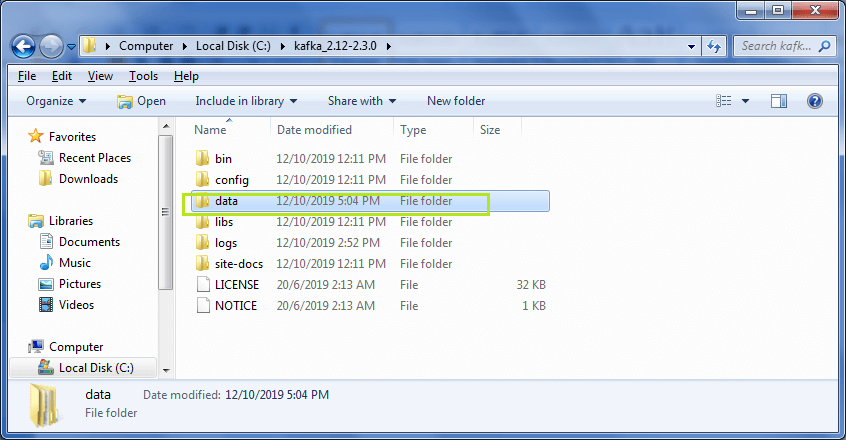 Computer ▸ Local Disk (C:) ▸ kafka_2.12-2.3.0 ▸ Search kafk...
File Edit View Tools Help
Organize Open Include in library Share with New folder
Name Date modified Type Size
Favorites
Recent Places
Downloads
Libraries
Documents
Music
Pictures
Videos
Computer
Local Disk (C:)
bin 12/10/2019 12:11 PM File folder
config 12/10/2019 12:11 PM File folder
data 12/10/2019 5:04 PM File folder
libs 12/10/2019 12:11 PM File folder
logs 12/10/2019 2:52 PM File folder
site-docs 12/10/2019 12:11 PM File folder
LICENSE 20/6/2019 2:13 AM File 32 KB
NOTICE 20/6/2019 2:13 AM File 1 KB
data Date modified: 12/10/2019 5:04 PM
File folder